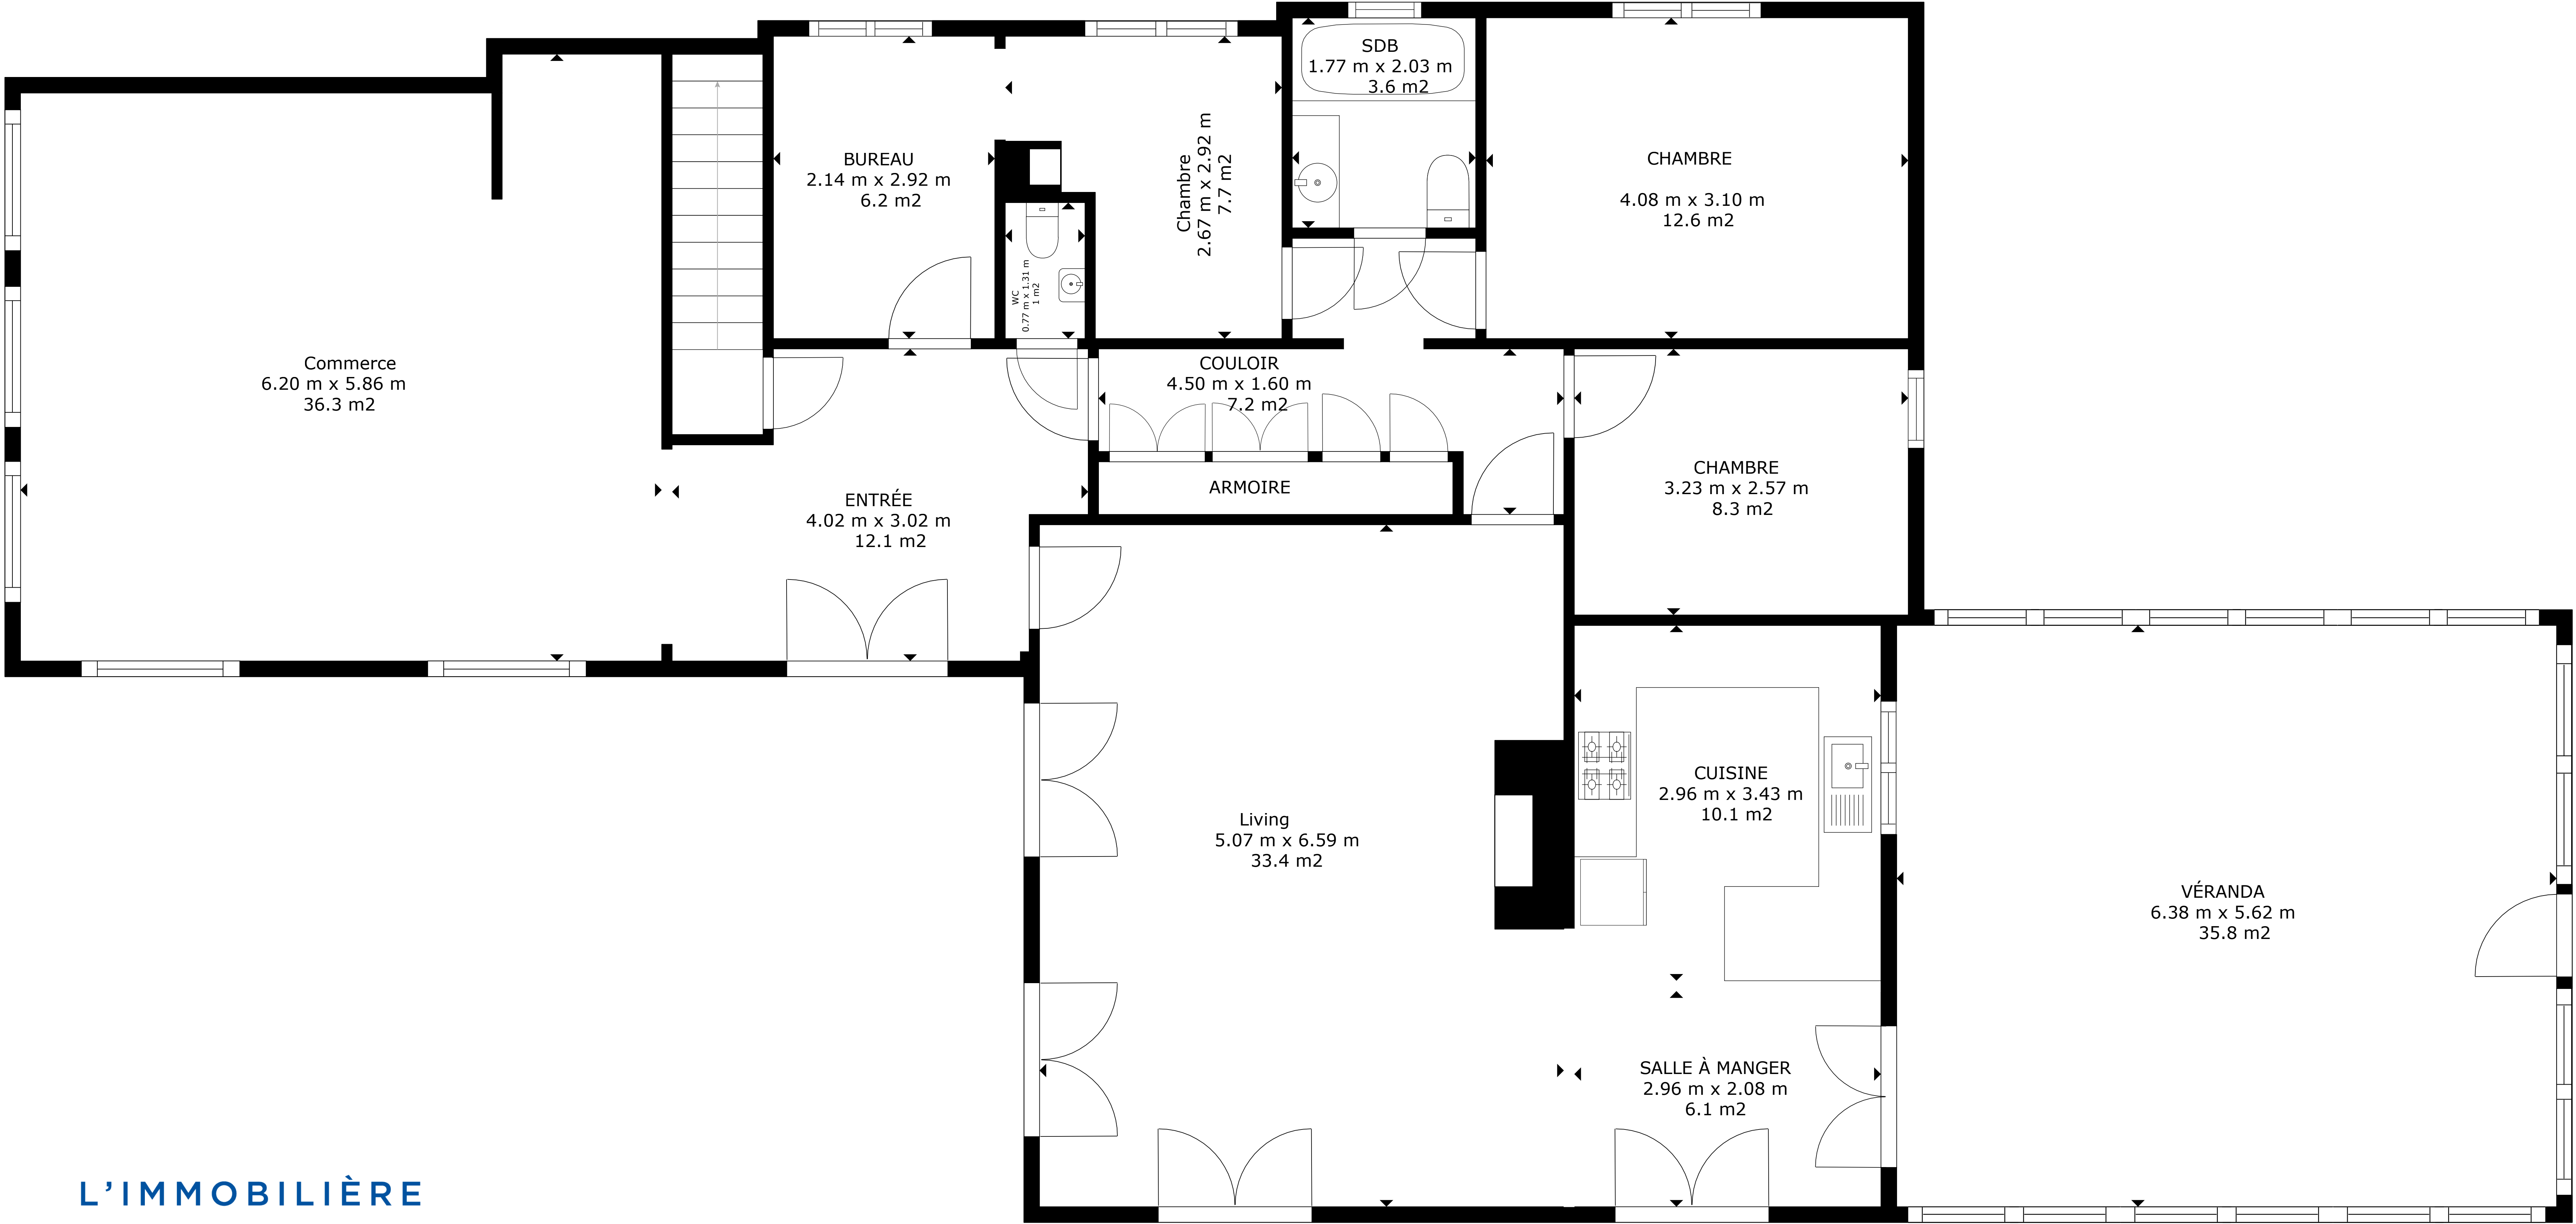 SDB
1.77 m x 2.03 m
3.6 m2
BUREAU
2.14 m x 2.92 m
6.2 m2
Chambre
2.67 m x 2.92 m
7.7 m2
CHAMBRE
4.08 m x 3.10 m
12.6 m2
WC
0.77 m x 1.31 m
1 m2
Commerce
6.20 m x 5.86 m
36.3 m2
COULOIR
4.50 m x 1.60 m
7.2 m2
ENTRÉE
4.02 m x 3.02 m
12.1 m2
ARMOIRE
CHAMBRE
3.23 m x 2.57 m
8.3 m2
Living
5.07 m x 6.59 m
33.4 m2
CUISINE
2.96 m x 3.43 m
10.1 m2
VÉRANDA
6.38 m x 5.62 m
35.8 m2
SALLE À MANGER
2.96 m x 2.08 m
6.1 m2
L'IMMOBILIÈRE